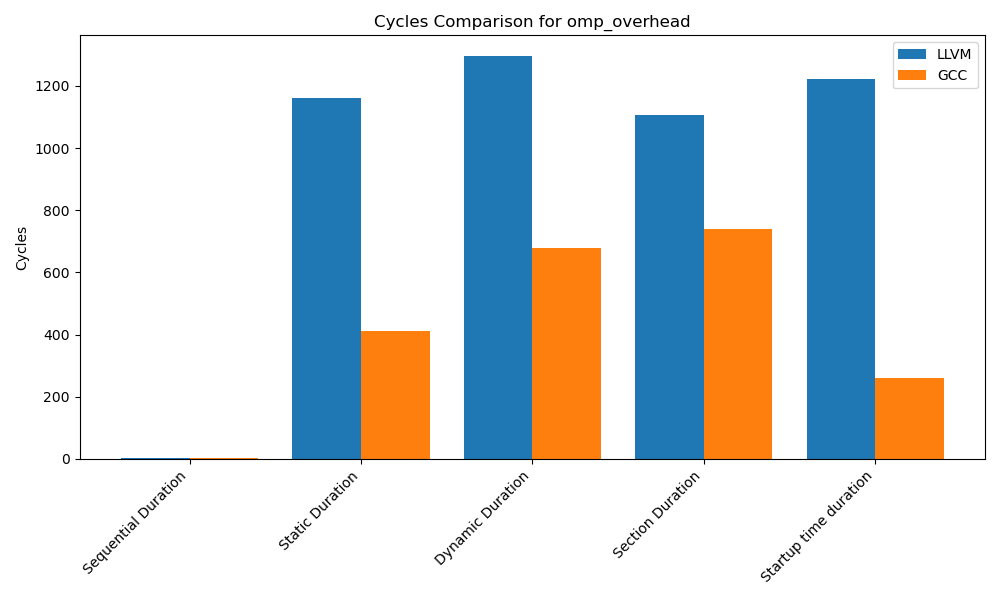 Cycles Comparison for omp_overhead
LLVM
GCC
Cycles
1200
1000
800
600
400
200
0
Sequential Duration
Static Duration
Dynamic Duration
Section Duration
Startup time duration